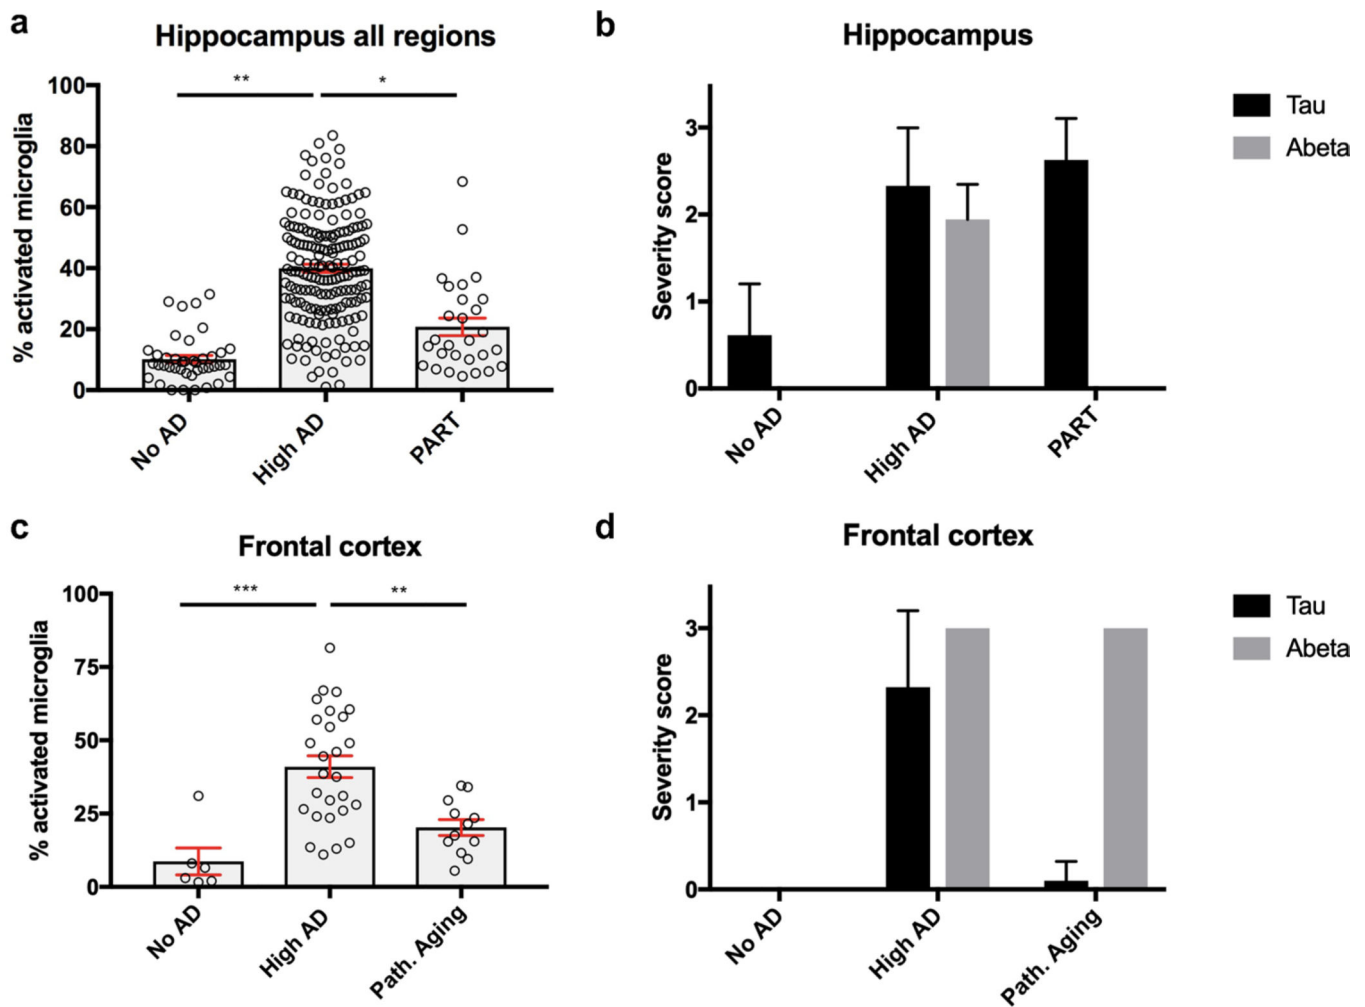 a
Hippocampus all regions
% activated microglia
100
80
60
40
20
0
**
*
No AD
High AD
PART
b
Hippocampus
Severity score
3
2
1
0
No AD
High AD
PART
Tau
Abeta
c
Frontal cortex
% activated microglia
100
75
50
25
0
***
**
No AD
High AD
Path. Aging
d
Frontal cortex
Severity score
3
2
1
0
No AD
High AD
Path. Aging
Tau
Abeta